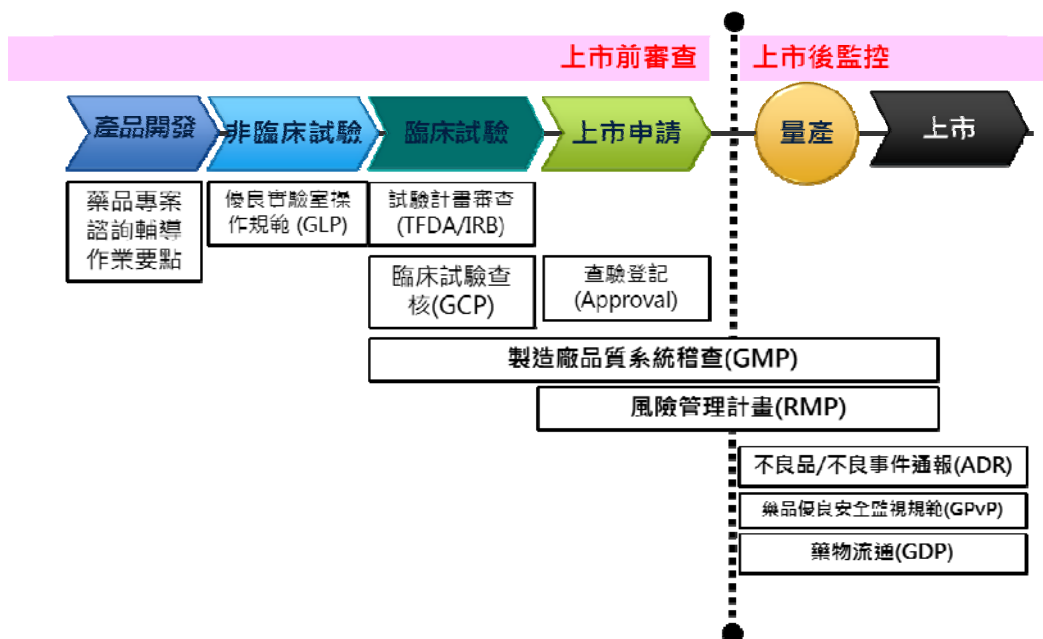 上市前審查
上市後監控
產品開發
非臨床試驗
臨床試驗
上市申請
量產
上市
藥品專案
諮詢輔導
作業要點
優良實驗室操
作規範 (GLP)
試驗計畫審查
(TFDA/IRB)
臨床試驗查
核(GCP)
查驗登記
(Approval)
製造廠品質系統稽查(GMP)
風險管理計畫(RMP)
不良品/不良事件通報(ADR)
藥品優良安全監視規範(GPvP)
藥物流通(GDP)